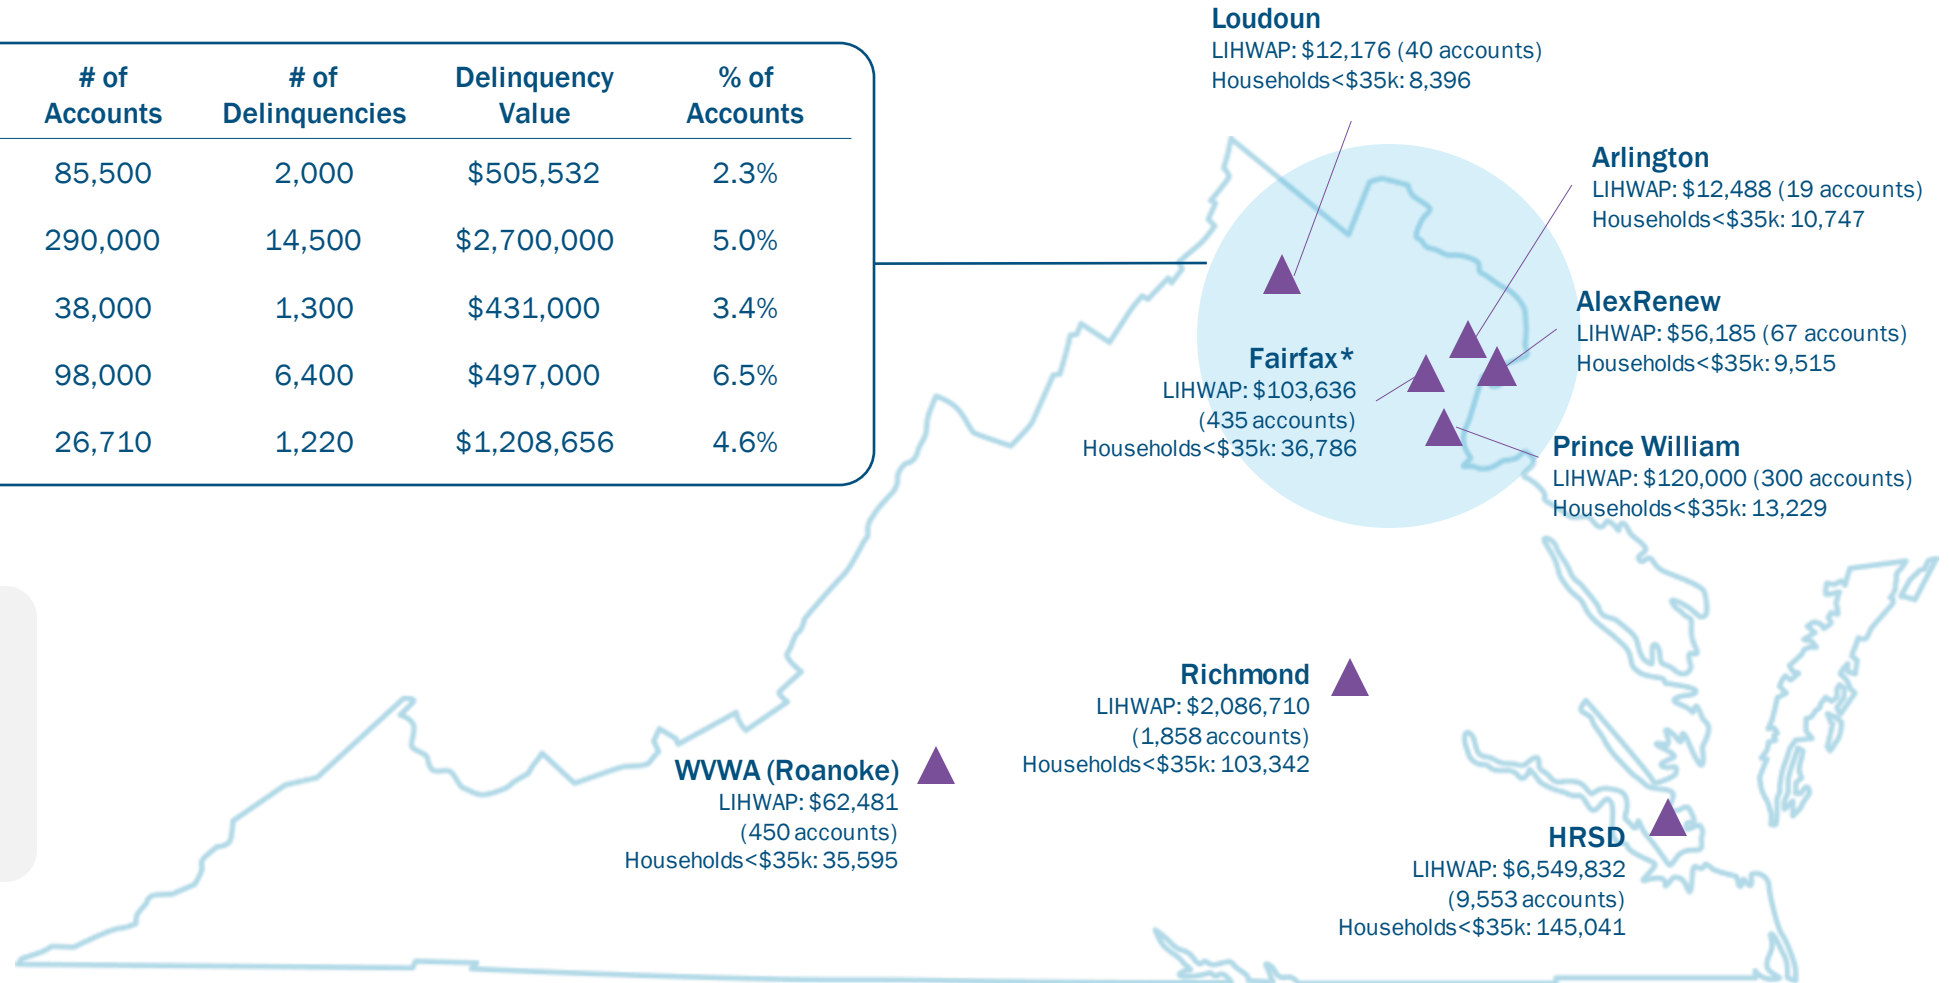 # of Accounts # of Delinquencies Delinquency Value % of Accounts
85,500 2,000 $505,532 2.3%
290,000 14,500 $2,700,000 5.0%
38,000 1,300 $431,000 3.4%
98,000 6,400 $497,000 6.5%
26,710 1,220 $1,208,656 4.6%
Loudoun
LIHWAP: $12,176 (40 accounts)
Households<$35k: 8,396
Arlington
LIHWAP: $12,488 (19 accounts)
Households<$35k: 10,747
AlexRenew
LIHWAP: $56,185 (67 accounts)
Households<$35k: 9,515
Fairfax*
LIHWAP: $103,636
(435 accounts)
Households<$35k: 36,786
Prince William
LIHWAP: $120,000 (300 accounts)
Households<$35k: 13,229
Richmond
LIHWAP: $2,086,710
(1,858 accounts)
Households<$35k: 103,342
WVWA (Roanoke)
LIHWAP: $62,481
(450 accounts)
Households<$35k: 35,595
HRSD
LIHWAP: $6,549,832
(9,553 accounts)
Households<$35k: 145,041